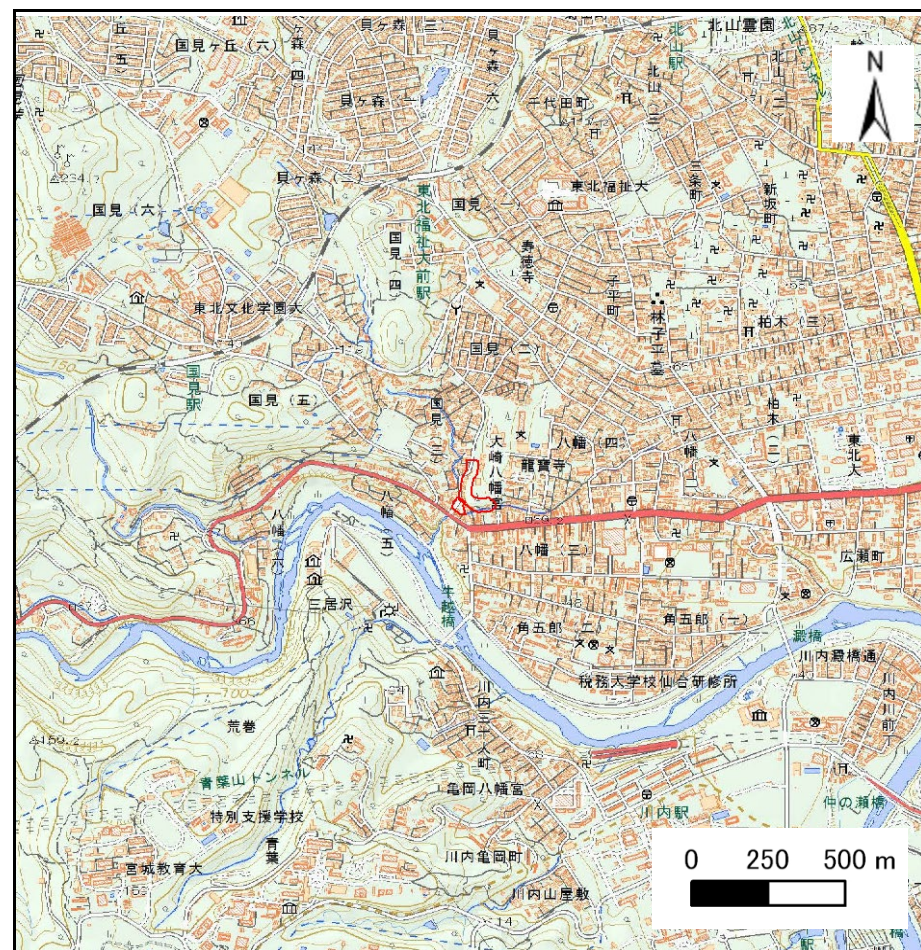 国見ヶ丘（六）
貝ヶ森（三）
貝ヶ森（六）
北山駅
北山霊園
北山（三）
千代田町
N
貝ヶ森（二）
東北福祉大
三条町
新坂町
国見（六）
国見
東北福祉大前駅
国見（四）
寿徳寺
子平町
林子平墓
柏木（三）
東北文化学園大
国見（二）
国見駅
国見（五）
国見（三）
大崎八幡宮
龍寶寺
八幡（四）
八幡（二）
柏木（二）
東北大
八幡（五）
八幡（六）
八幡（三）
広瀬町
三居沢
牛越橋
角五郎（二）
角五郎（一）
澱橋
川内澱橋通
税務大学校仙台研修所
川内三十人町
川内川前
荒巻
青葉山トンネル
亀岡八幡宮
川内駅
仲の瀬橋
特別支援学校
青葉
宮城教育大
川内亀岡町
川内山屋敷
0 250 500 m